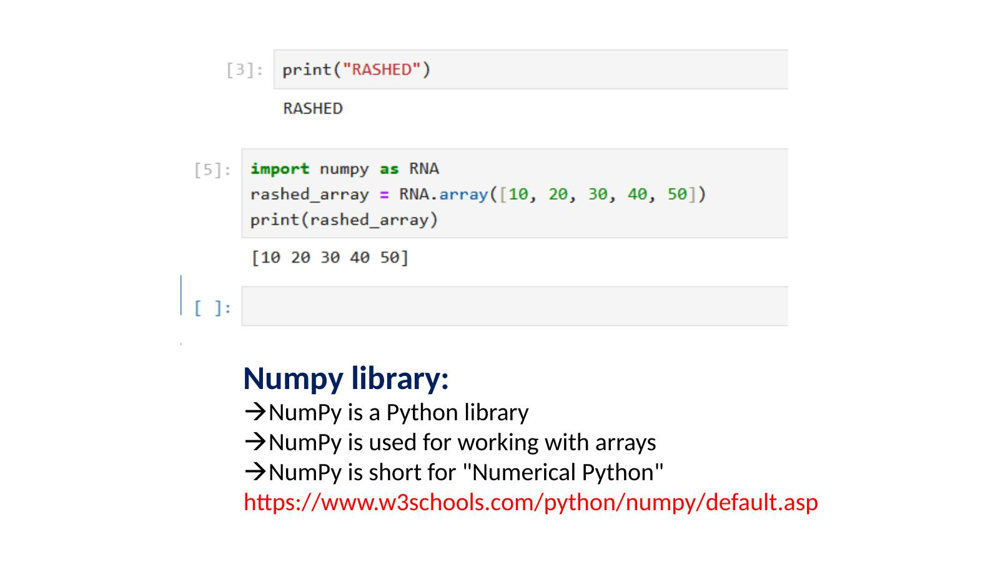 [3]: print("RASHED")
RASHED
[5]: import numpy as RNA
rashed_array = RNA.array([10, 20, 30, 40, 50])
print(rashed_array)
[10 20 30 40 50]
[ ]:
Numpy library:
→NumPy is a Python library
→NumPy is used for working with arrays
→NumPy is short for "Numerical Python"
https://www.w3schools.com/python/numpy/default.asp